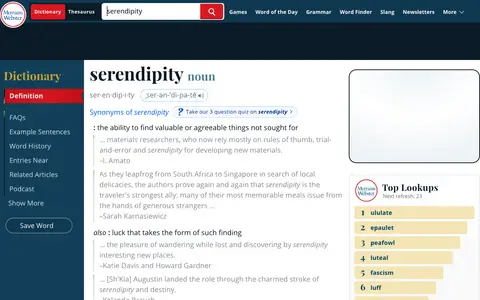 Merriam-Webster
Dictionary Thesaurus serendipity Games Word of the Day Grammar Word Finder Slang Newsletters More
Dictionary
Definition
FAQs
Example Sentences
Word History
Entries Near
Related Articles
Podcast
Show More
Save Word
serendipity noun
ser·en·dip·i·ty ˌser-ən-ˈdi-pə-tē
Synonyms of serendipity
? Take our 3 question quiz on serendipity
: the ability to find valuable or agreeable things not sought for
... materials researchers, who now rely mostly on rules of thumb, trial-
and-error and serendipity for developing new materials.
–I. Amato
As they leapfrog from South Africa to Singapore in search of local
delicacies, the authors prove again and again that serendipity is the
traveler's strongest ally: many of their most memorable meals issue from
the hands of generous strangers ...
–Sarah Karnasiewicz
also : luck that takes the form of such finding
... the pleasure of wandering while lost and discovering by serendipity
interesting new places.
–Katie Davis and Howard Gardner
... [Sh'Kia] Augustin landed the role through the charmed stroke of
serendipity and destiny.
Merriam-Webster
Top Lookups
Next refresh: 23
1 ululate
2 epaulet
3 peafowl
4 luteal
5 fascism
6 luff